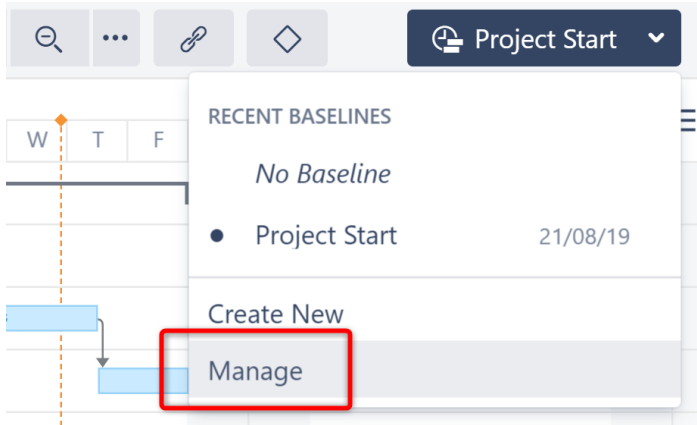 Project Start
RECENT BASELINES
W T F
No Baseline
Project Start 21/08/19
Create New
Manage